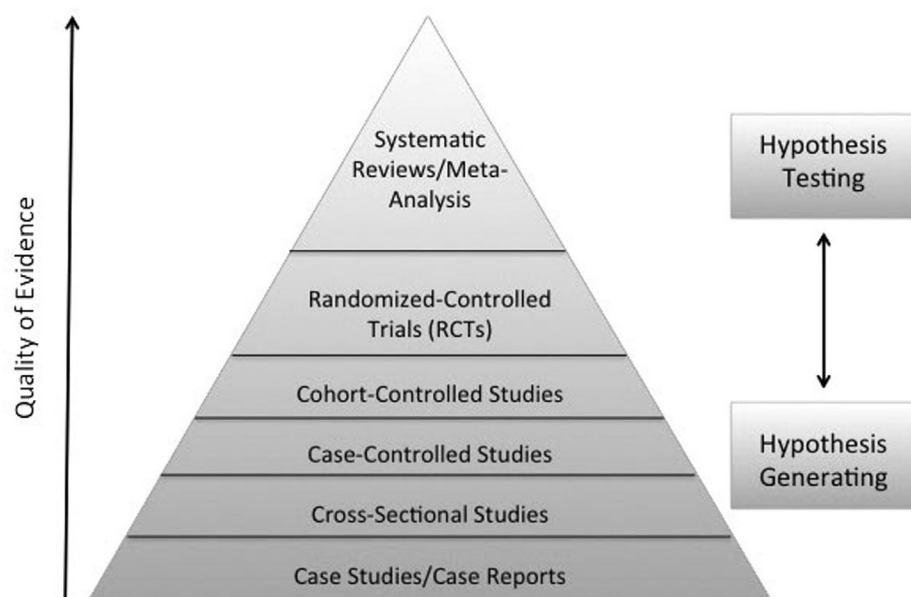 Quality of Evidence
Systematic
Reviews/Meta-
Analysis
Randomized-Controlled
Trials (RCTs)
Cohort-Controlled Studies
Case-Controlled Studies
Cross-Sectional Studies
Case Studies/Case Reports
Hypothesis
Testing
Hypothesis
Generating